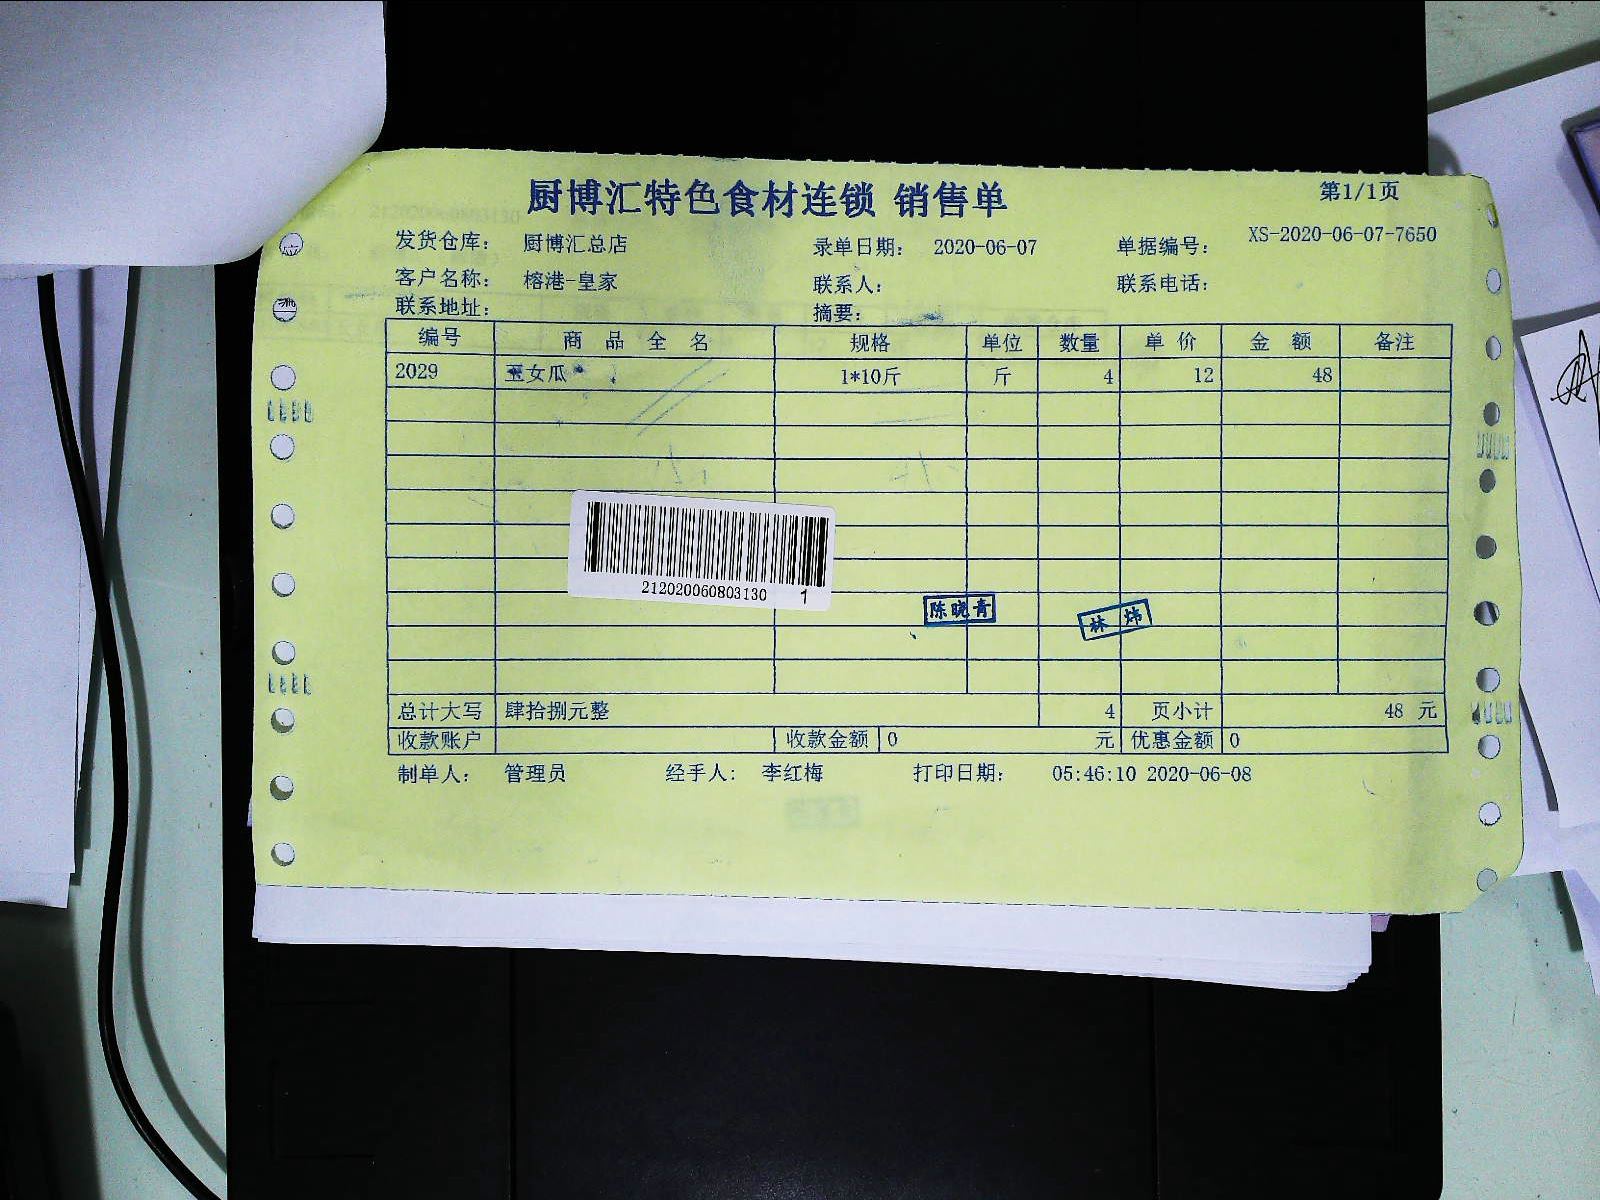 厨博汇特色食材连锁 销售单
第1/1页
发货仓库： 厨博汇总店 录单日期： 2020-06-07 单据编号： XS-2020-06-07-7650
客户名称： 榕港-皇家 联系人： 联系电话：
联系地址： 摘要：
编号 商品全名 规格 单位 数量 单价 金额 备注
2029 玉女瓜 1*10斤 斤 4 12 48
212020060803130 1
陈晓青 林炜
总计大写 肆拾捌元整 4 页小计 48 元
收款账户 收款金额 0 元 优惠金额 0
制单人： 管理员 经手人： 李红梅 打印日期： 05:46:10 2020-06-08